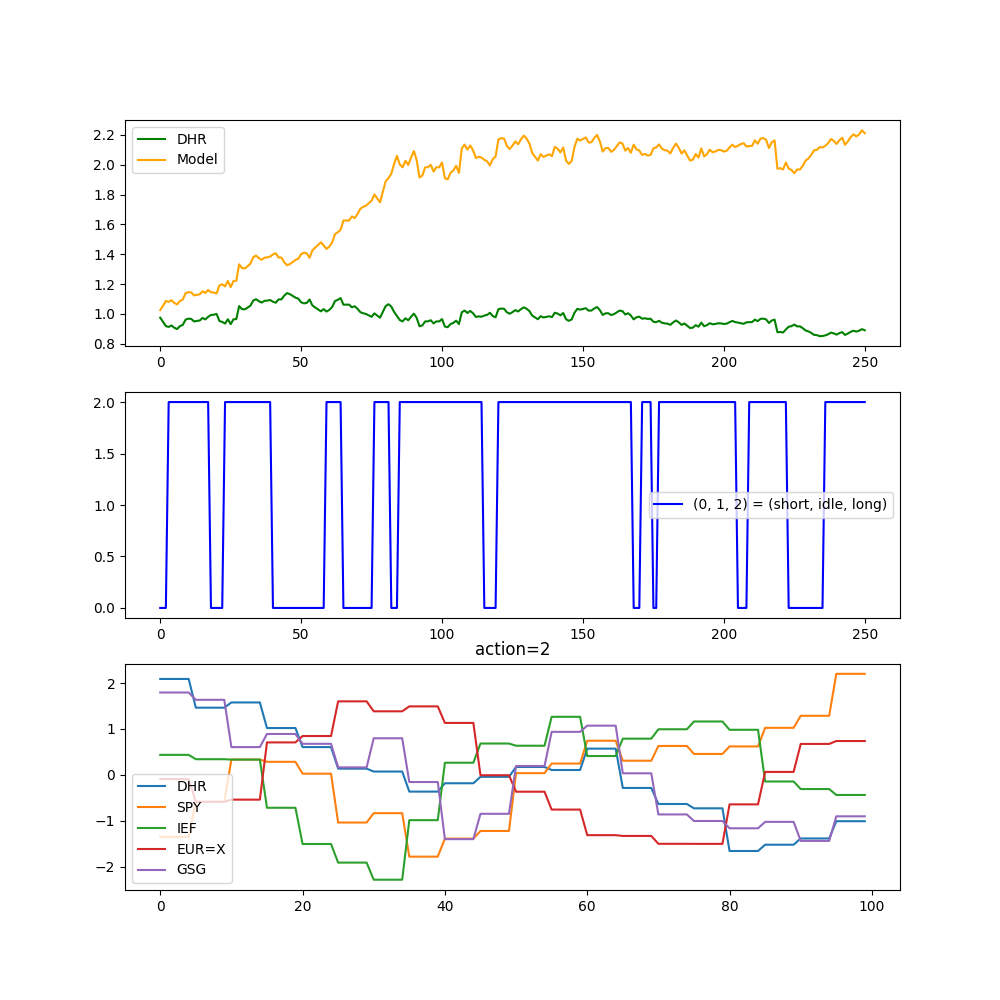 DHR
Model
2.2
2.0
1.8
1.6
1.4
1.2
1.0
0.8
0 50 100 150 200 250
2.0
1.5
1.0
0.5
0.0
(0, 1, 2) = (short, idle, long)
0 50 100 150 200 250
action=2
2
1
0
−1
−2
DHR
SPY
IEF
EUR=X
GSG
0 20 40 60 80 100